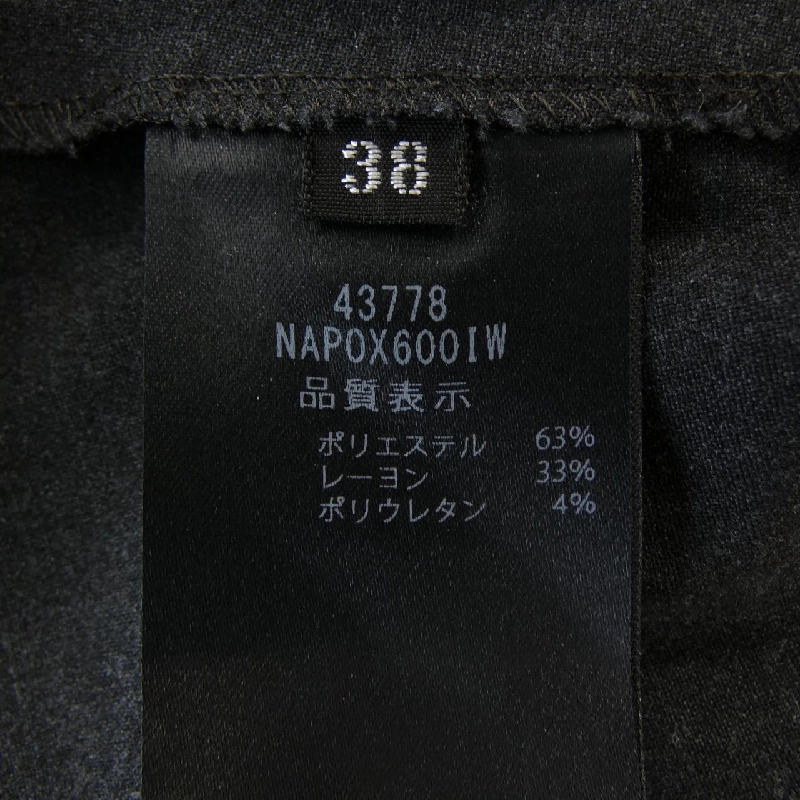 38
43778
NAPOX600IW
品質表示
ポリエステル 63%
レーヨン 33%
ポリウレタン 4%